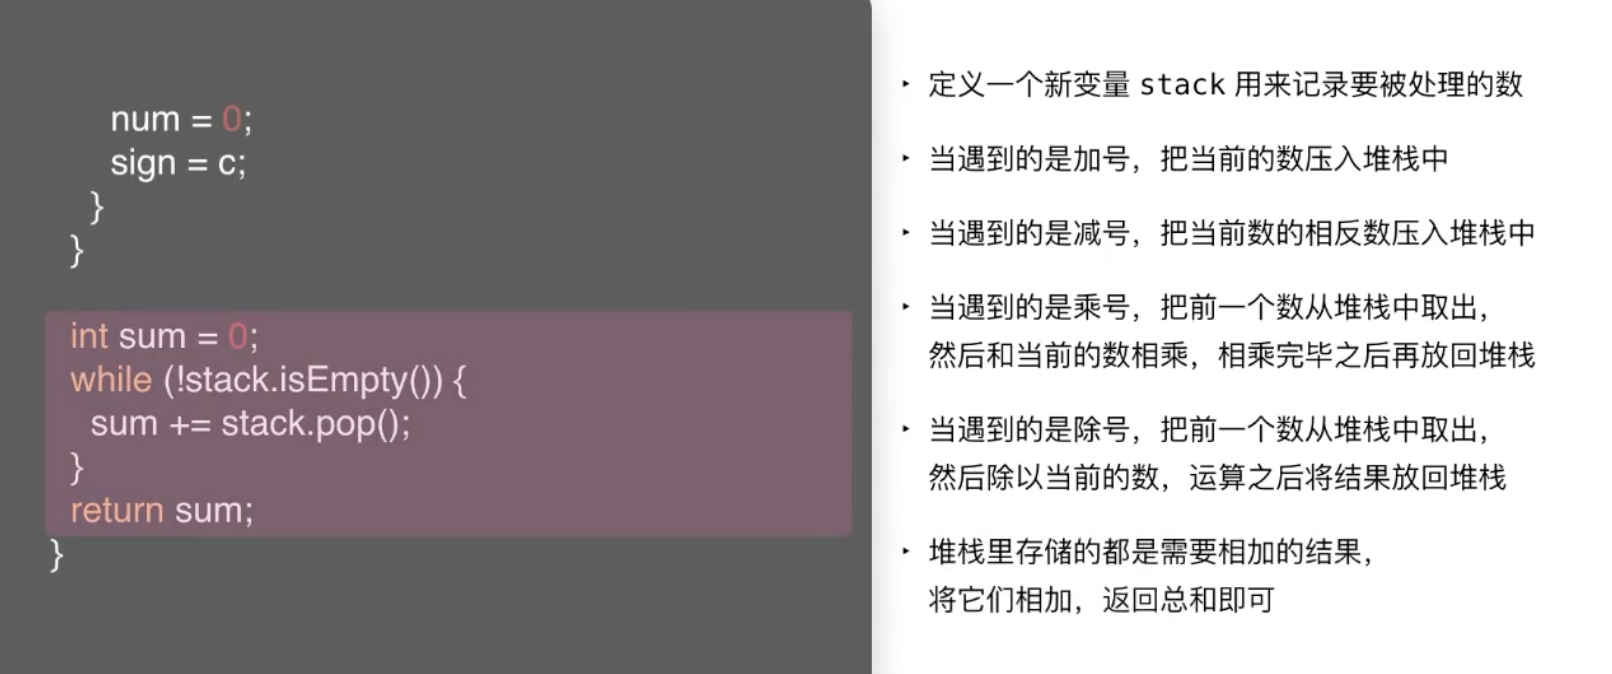 num = 0;
sign = c;
}
}
int sum = 0;
while (!stack.isEmpty()) {
sum += stack.pop();
}
return sum;
}
‣ 定义一个新变量 stack 用来记录要被处理的数
‣ 当遇到的是加号，把当前的数压入堆栈中
‣ 当遇到的是减号，把当前数的相反数压入堆栈中
‣ 当遇到的是乘号，把前一个数从堆栈中取出，
然后和当前的数相乘，相乘完毕之后再放回堆栈
‣ 当遇到的是除号，把前一个数从堆栈中取出，
然后除以当前的数，运算之后将结果放回堆栈
‣ 堆栈里存储的都是需要相加的结果，
将它们相加，返回总和即可